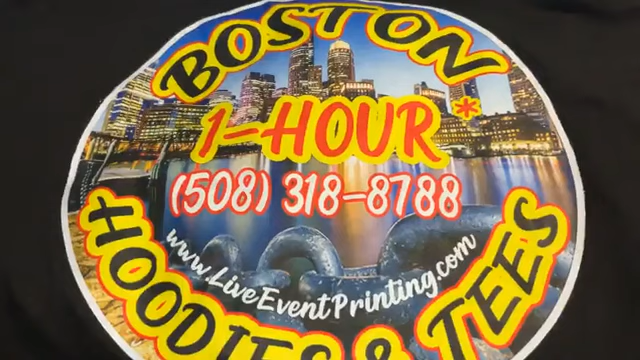 BOSTON
1-HOUR*
(508) 318-8788
www.LiveEventPrinting.com
HOODIES & TEES